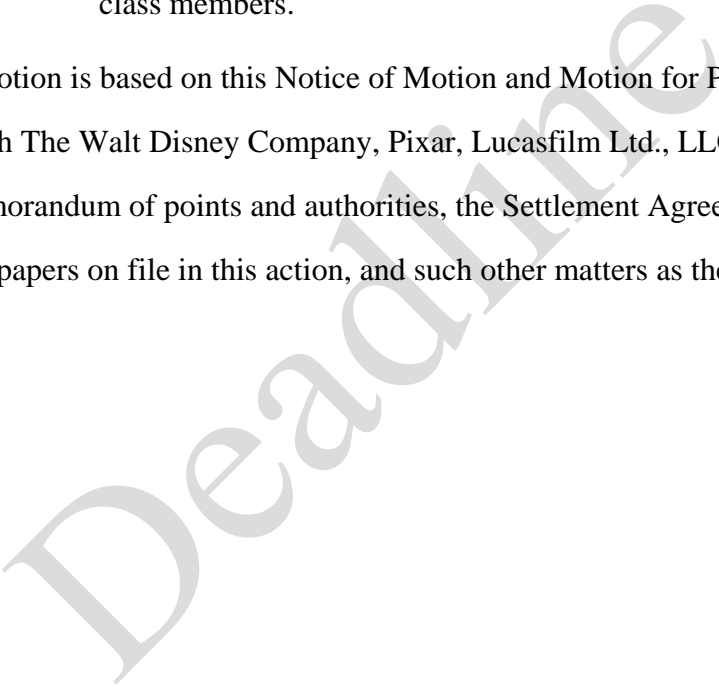 class members.
otion is based on this Notice of Motion and Motion for P
h The Walt Disney Company, Pixar, Lucasfilm Ltd., LLC
norandum of points and authorities, the Settlement Agree
papers on file in this action, and such other matters as the
Deadline